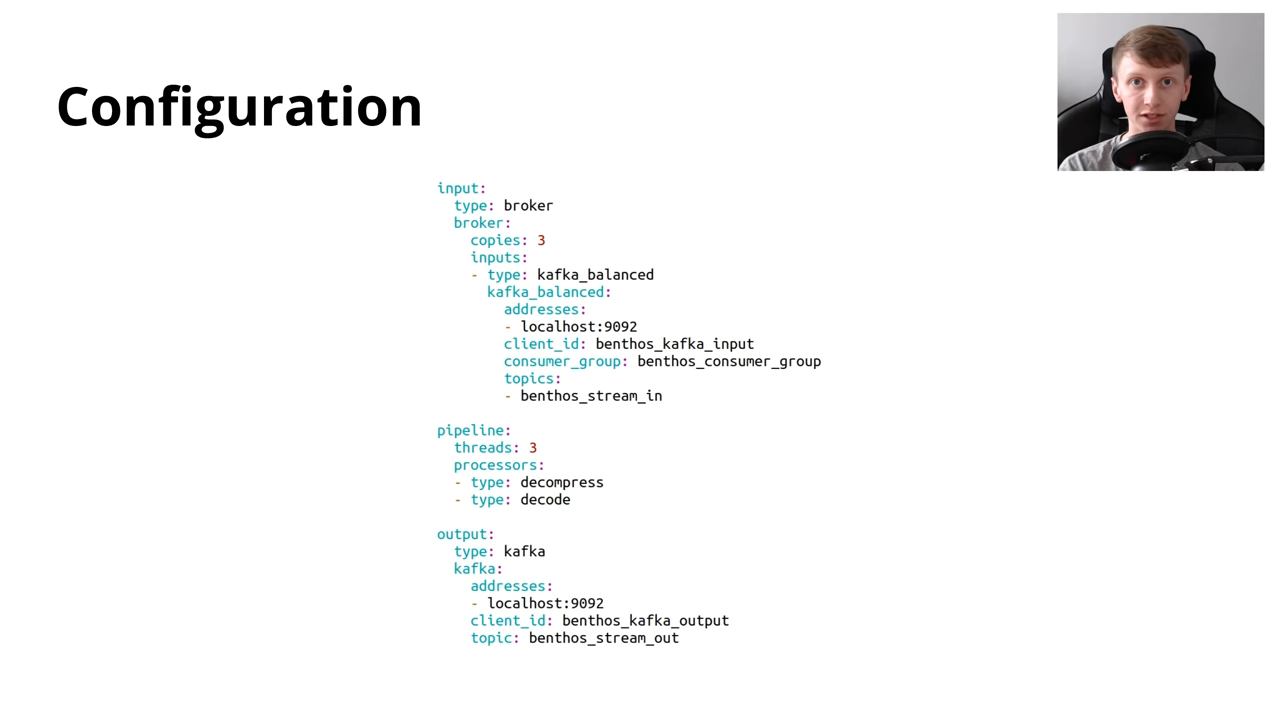 Configuration
input:
  type: broker
  broker:
    copies: 3
    inputs:
    - type: kafka_balanced
      kafka_balanced:
        addresses:
        - localhost:9092
        client_id: benthos_kafka_input
        consumer_group: benthos_consumer_group
        topics:
        - benthos_stream_in
pipeline:
  threads: 3
  processors:
  - type: decompress
  - type: decode
output:
  type: kafka
  kafka:
    addresses:
    - localhost:9092
    client_id: benthos_kafka_output
    topic: benthos_stream_out